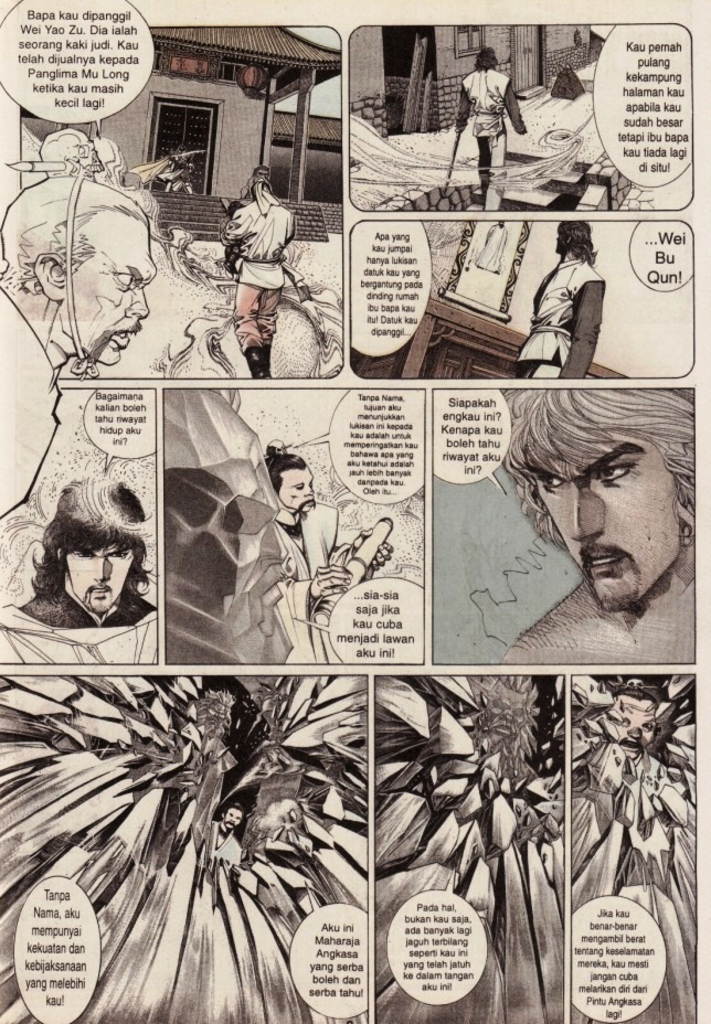 Bapa kau dipanggil
Wei Yao Zu. Dia ialah
seorang kaki judi. Kau
telah dijualnya kepada
Panglima Mu Long
ketika kau masih
kecil lagi!
Kau pernah
pulang
kekampung
halaman kau
apabila kau
sudah besar
tetapi ibu bapa
kau tiada lagi
di situ!
Apa yang
kau jumpai
hanya lukisan
datuk kau yang
bergantung pada
dinding rumah
ibu bapa kau
itu! Datuk kau
dipanggil...
...Wei
Bu
Qun!
Bagaimana
kalian boleh
tahu riwayat
hidup aku
ini?
Tanpa Nama,
tujuan aku
menunjukkan
lukisan ini kepada
kau adalah untuk
memperingatkan kau
bahawa apa yang
aku ketahui adalah
jauh lebih banyak
daripada kau.
Oleh itu...
...sia-sia
saja jika
kau cuba
menjadi lawan
aku ini!
Siapakah
engkau ini?
Kenapa kau
boleh tahu
riwayat aku
ini?
Tanpa
Nama, aku
mempunyai
kekuatan dan
kebijaksanaan
yang melebihi
kau!
Aku ini
Maharaja
Angkasa
yang serba
boleh dan
serba tahu!
Pada hal,
bukan kau saja,
ada banyak lagi
jaguh terbilang
seperti kau ini
yang telah jatuh
ke dalam tangan
aku ini!
Jika kau
benar-benar
mengambil berat
tentang keselamatan
mereka, kau mesti
jangan cuba
melarikan diri dari
Pintu Angkasa
lagi!